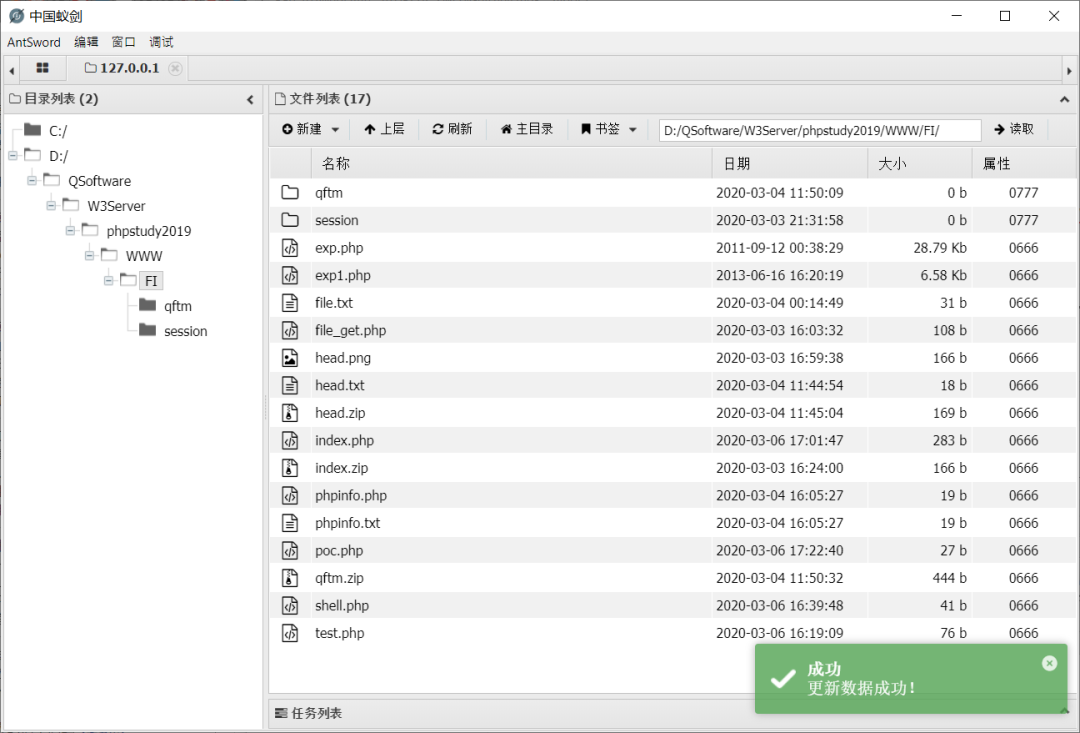 中国蚁剑
AntSword 编辑 窗口 调试
127.0.0.1
目录列表 (2)
C:/
D:/
QSoftware
W3Server
phpstudy2019
WWW
FI
qftm
session
文件列表 (17)
新建 上层 刷新 主目录 书签 D:/QSoftware/W3Server/phpstudy2019/WWW/FI/ 读取
名称 日期 大小 属性
qftm 2020-03-04 11:50:09 0 b 0777
session 2020-03-03 21:31:58 0 b 0777
exp.php 2011-09-12 00:38:29 28.79 Kb 0666
exp1.php 2013-06-16 16:20:19 6.58 Kb 0666
file.txt 2020-03-04 00:14:49 31 b 0666
file_get.php 2020-03-03 16:03:32 108 b 0666
head.png 2020-03-03 16:59:38 166 b 0666
head.txt 2020-03-04 11:44:54 18 b 0666
head.zip 2020-03-04 11:45:04 169 b 0666
index.php 2020-03-06 17:01:47 283 b 0666
index.zip 2020-03-03 16:24:00 166 b 0666
phpinfo.php 2020-03-04 16:05:27 19 b 0666
phpinfo.txt 2020-03-04 16:05:27 19 b 0666
poc.php 2020-03-06 17:22:40 27 b 0666
qftm.zip 2020-03-04 11:50:32 444 b 0666
shell.php 2020-03-06 16:39:48 41 b 0666
test.php 2020-03-06 16:19:09 76 b 0666
成功
更新数据成功!
任务列表